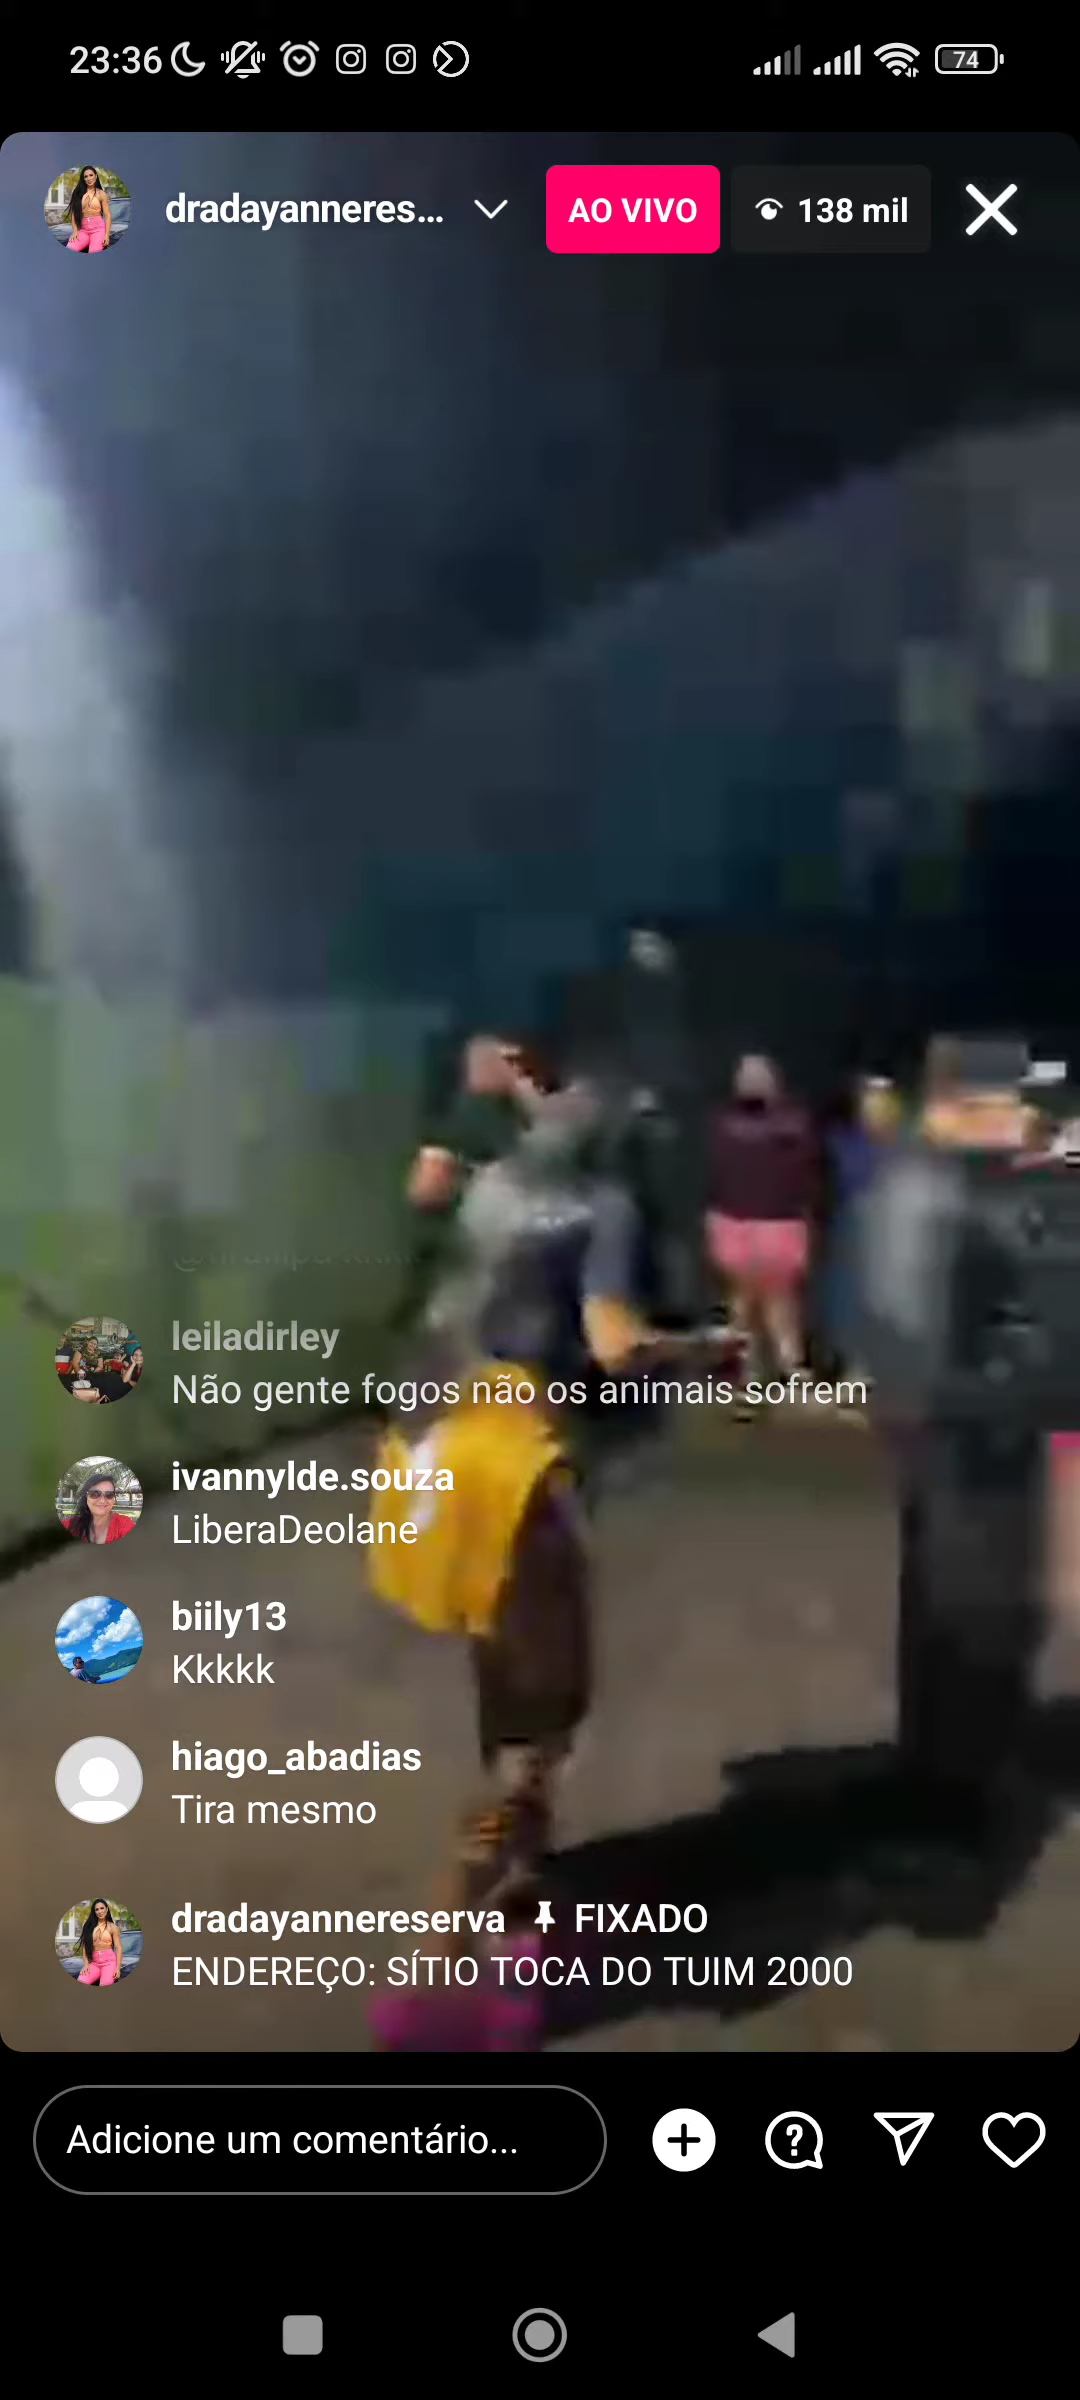 23:36
74
dradayanneres...
AO VIVO
138 mil
leiladirley
Não gente fogos não os animais sofrem
ivannylde.souza
LiberaDeolane
biily13
Kkkkk
hiago_abadias
Tira mesmo
dradayannereserva FIXADO
ENDEREÇO: SÍTIO TOCA DO TUIM 2000
Adicione um comentário...